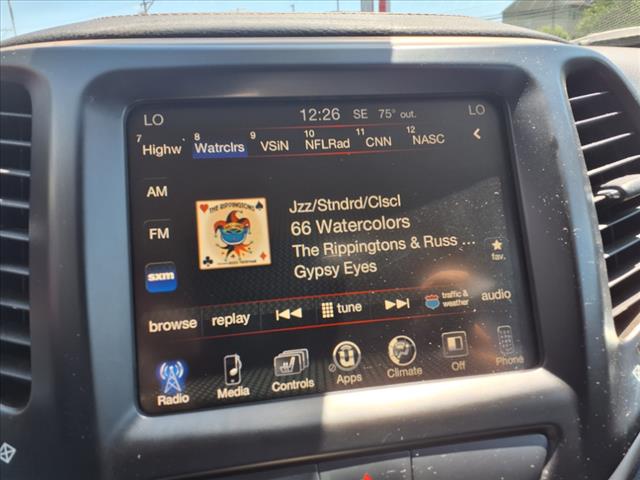 LO 12:26 SE 75° out. LO
7 Highw 8 Watrclrs 9 VSiN 10 NFLRad 11 CNN 12 NASC
AM
FM
sxm
THE RIPPINGTONS
Jzz/Stndrd/Clscl
66 Watercolors
The Rippingtons & Russ ...
Gypsy Eyes
fav.
browse replay tune traffic & weather audio
Radio Media Controls Apps Climate Off Phone